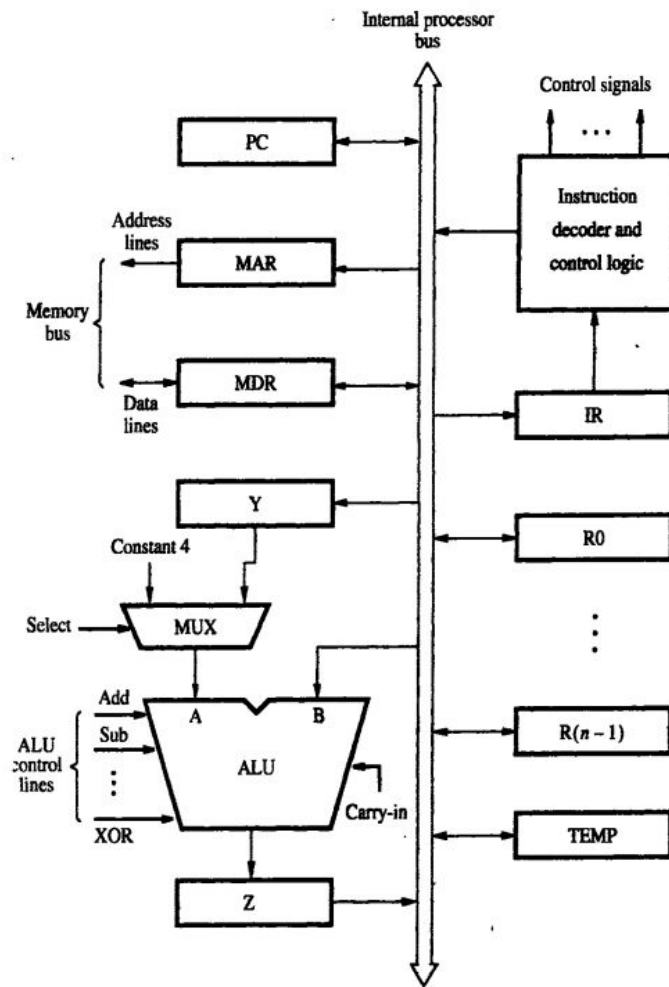 Internal processor
bus
Control signals
...
PC
Instruction
decoder and
control logic
Address
lines
MAR
Memory
bus
MDR
Data
lines
IR
Y
Constant 4
R0
Select
MUX
Add
A
B
R(n − 1)
ALU
control
lines
Sub
ALU
XOR
Carry-in
TEMP
Z